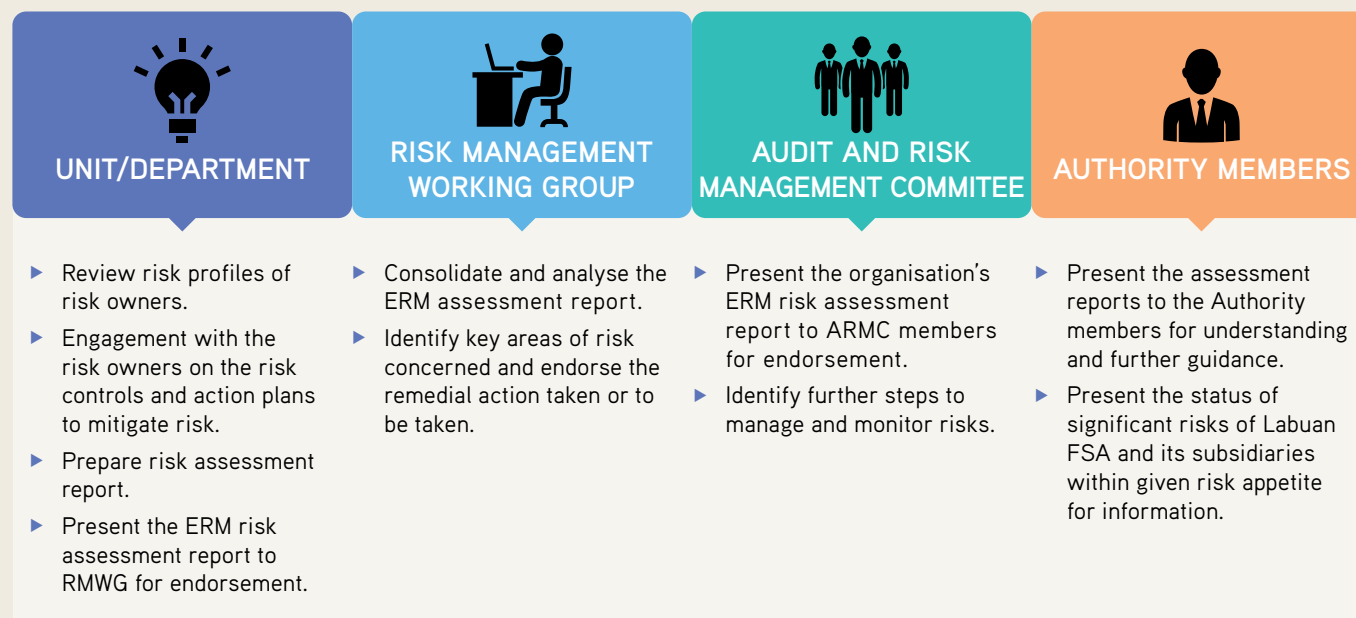 UNIT/DEPARTMENT
Review risk profiles of
risk owners.
Engagement with the
risk owners on the risk
controls and action plans
to mitigate risk.
Prepare risk assessment
report.
Present the ERM risk
assessment report to
RMWG for endorsement.
RISK MANAGEMENT
WORKING GROUP
Consolidate and analyse the
ERM assessment report.
Identify key areas of risk
concerned and endorse the
remedial action taken or to
be taken.
AUDIT AND RISK
MANAGEMENT COMMITEE
Present the organisation's
ERM risk assessment
report to ARMC members
for endorsement.
Identify further steps to
manage and monitor risks.
AUTHORITY MEMBERS
Present the assessment
reports to the Authority
members for understanding
and further guidance.
Present the status of
significant risks of Labuan
FSA and its subsidiaries
within given risk appetite
for information.